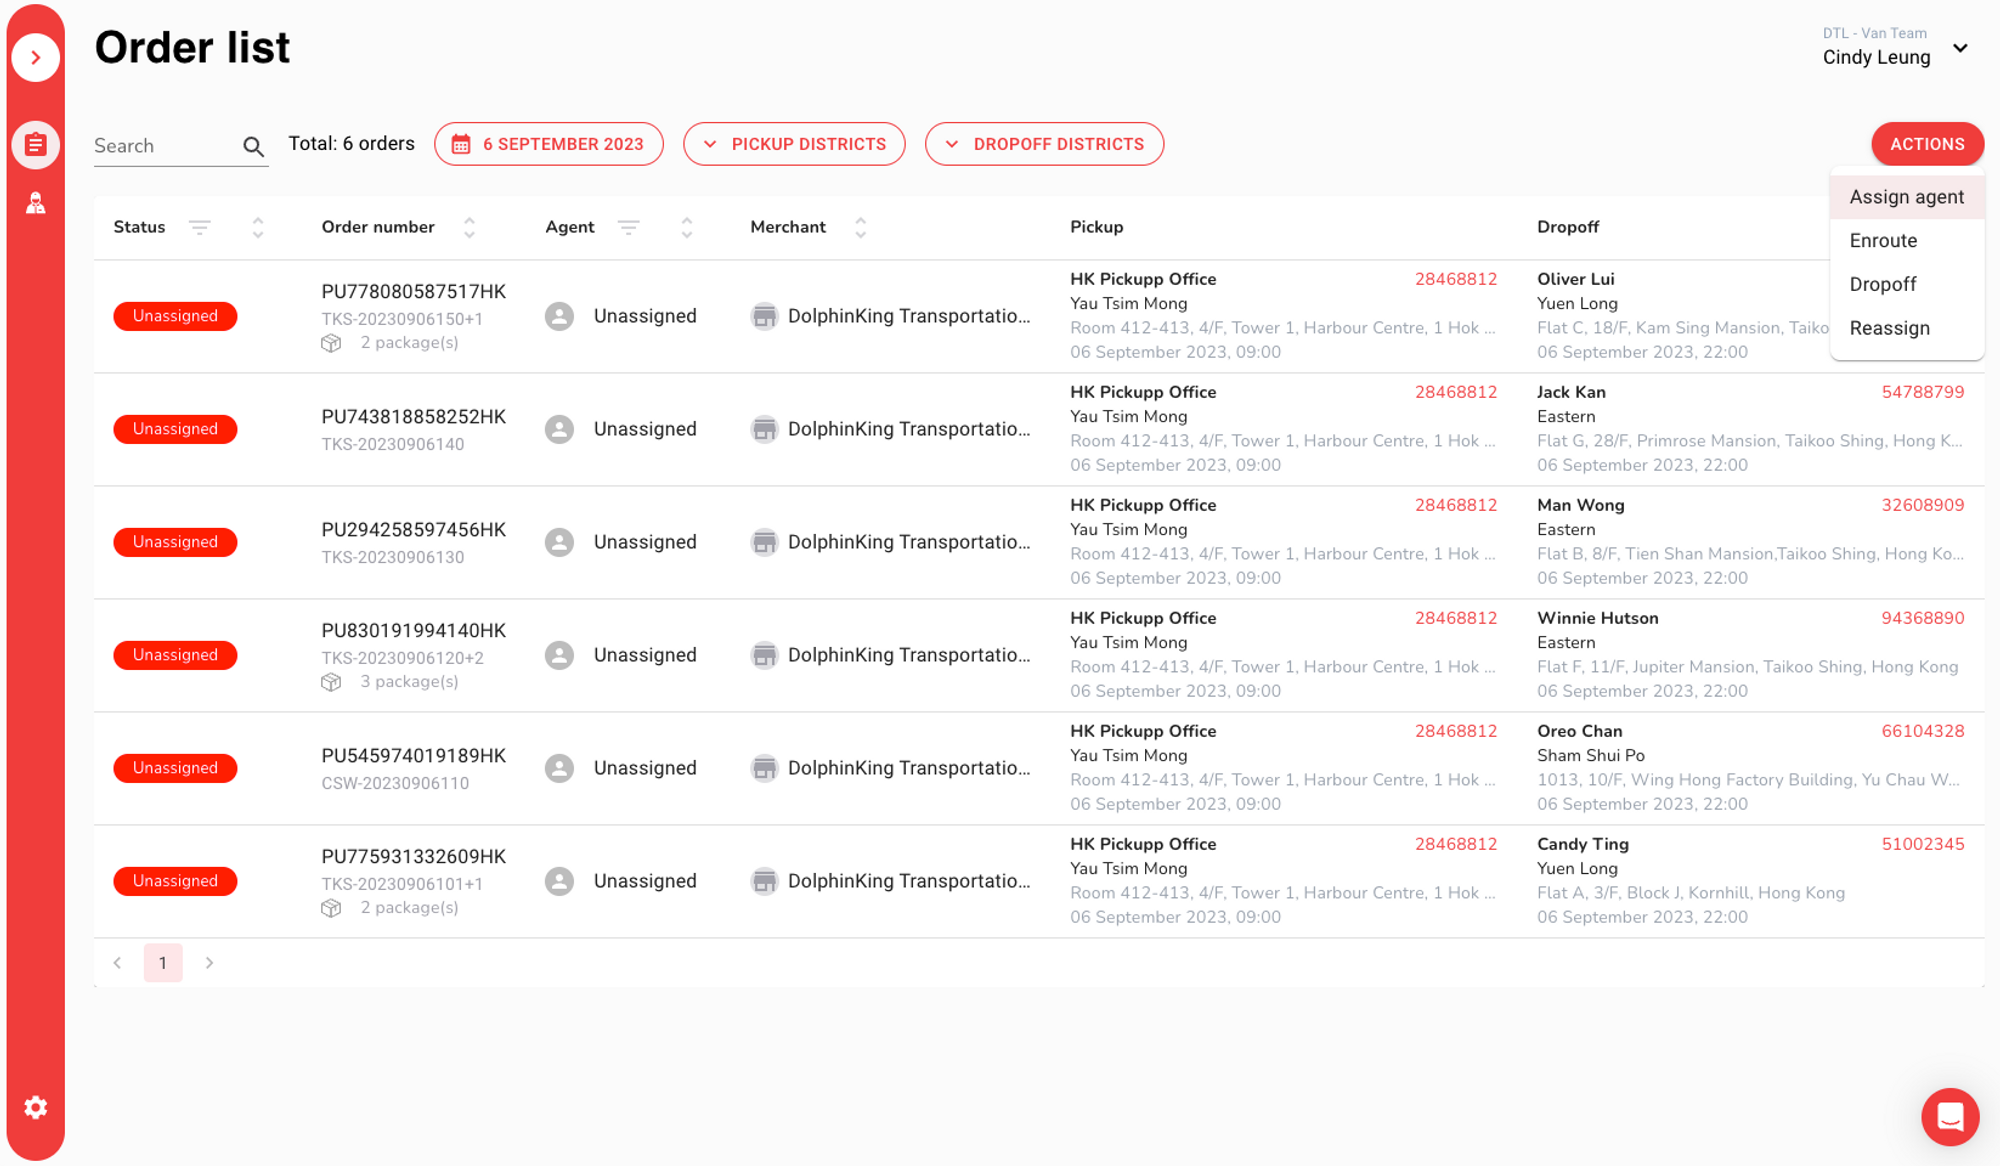 Order list
DTL - Van Team
Cindy Leung
Search
Total: 6 orders
6 SEPTEMBER 2023
PICKUP DISTRICTS
DROPOFF DISTRICTS
ACTIONS
Assign agent
Enroute
Dropoff
Reassign
Status
Order number
Agent
Merchant
Pickup
Dropoff
Unassigned
PU778080587517HK
TKS-20230906150+1
2 package(s)
Unassigned
DolphinKing Transportatio...
HK Pickupp Office
28468812
Yau Tsim Mong
Room 412-413, 4/F, Tower 1, Harbour Centre, 1 Hok ...
06 September 2023, 09:00
Oliver Lui
Yuen Long
Flat C, 18/F, Kam Sing Mansion, Taiko
06 September 2023, 22:00
Unassigned
PU743818858252HK
TKS-20230906140
Unassigned
DolphinKing Transportatio...
HK Pickupp Office
28468812
Yau Tsim Mong
Room 412-413, 4/F, Tower 1, Harbour Centre, 1 Hok ...
06 September 2023, 09:00
Jack Kan
54788799
Eastern
Flat G, 28/F, Primrose Mansion, Taikoo Shing, Hong K...
06 September 2023, 22:00
Unassigned
PU294258597456HK
TKS-20230906130
Unassigned
DolphinKing Transportatio...
HK Pickupp Office
28468812
Yau Tsim Mong
Room 412-413, 4/F, Tower 1, Harbour Centre, 1 Hok ...
06 September 2023, 09:00
Man Wong
32608909
Eastern
Flat B, 8/F, Tien Shan Mansion,Taikoo Shing, Hong Ko...
06 September 2023, 22:00
Unassigned
PU830191994140HK
TKS-20230906120+2
3 package(s)
Unassigned
DolphinKing Transportatio...
HK Pickupp Office
28468812
Yau Tsim Mong
Room 412-413, 4/F, Tower 1, Harbour Centre, 1 Hok ...
06 September 2023, 09:00
Winnie Hutson
94368890
Eastern
Flat F, 11/F, Jupiter Mansion, Taikoo Shing, Hong Kong
06 September 2023, 22:00
Unassigned
PU545974019189HK
CSW-20230906110
Unassigned
DolphinKing Transportatio...
HK Pickupp Office
28468812
Yau Tsim Mong
Room 412-413, 4/F, Tower 1, Harbour Centre, 1 Hok ...
06 September 2023, 09:00
Oreo Chan
66104328
Sham Shui Po
1013, 10/F, Wing Hong Factory Building, Yu Chau W...
06 September 2023, 22:00
Unassigned
PU775931332609HK
TKS-20230906101+1
2 package(s)
Unassigned
DolphinKing Transportatio...
HK Pickupp Office
28468812
Yau Tsim Mong
Room 412-413, 4/F, Tower 1, Harbour Centre, 1 Hok ...
06 September 2023, 09:00
Candy Ting
51002345
Yuen Long
Flat A, 3/F, Block J, Kornhill, Hong Kong
06 September 2023, 22:00
1